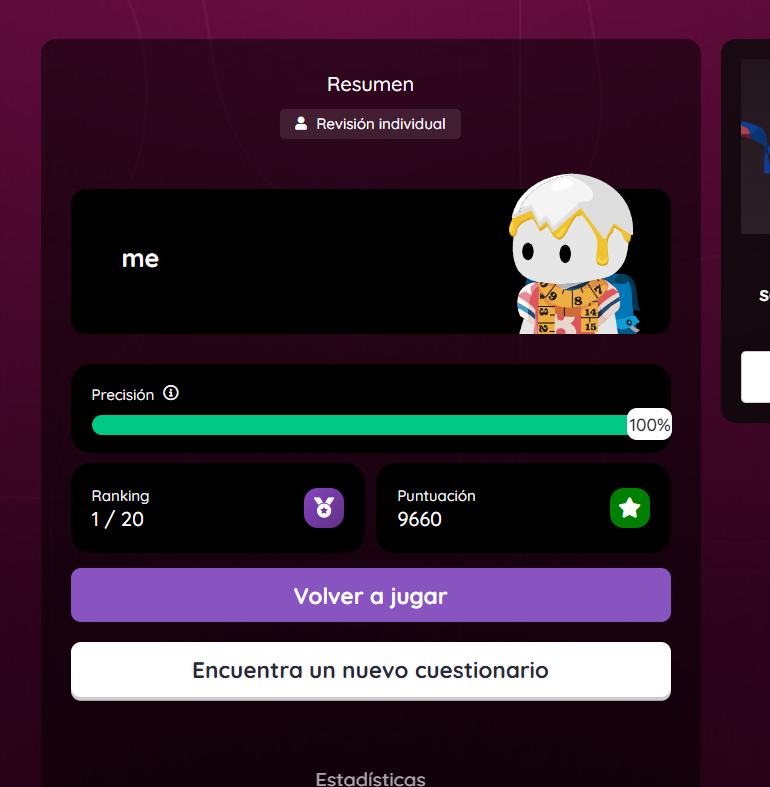 Resumen
Revisión individual
me
Precisión
100%
Ranking
1 / 20
Puntuación
9660
Volver a jugar
Encuentra un nuevo cuestionario
Estadísticas